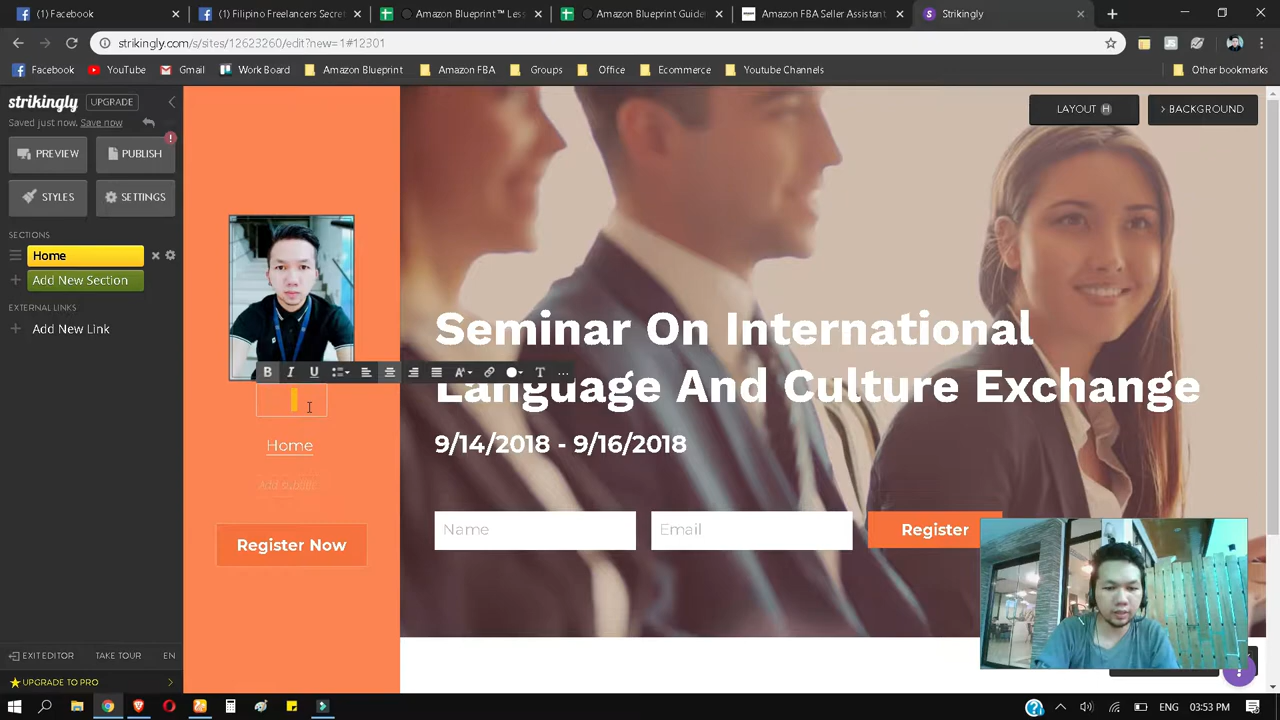 (1) Facebook
(1) Filipino Freelancers Secret
Amazon Blueprint™ Less
Amazon Blueprint Guide
Amazon FBA Seller Assistant
Strikingly
strikingly.com/s/sites/12623260/edit?new=1#12301
Facebook
YouTube
Gmail
Work Board
Amazon Blueprint
Amazon FBA
Groups
Office
Ecommerce
Youtube Channels
Other bookmarks
strikingly
UPGRADE
Saved just now. Save now
PREVIEW
PUBLISH
STYLES
SETTINGS
SECTIONS
Home
Add New Section
EXTERNAL LINKS
Add New Link
EXIT EDITOR
TAKE TOUR
EN
UPGRADE TO PRO
Home
Add subtitle
Register Now
LAYOUT H
BACKGROUND
Seminar On International
Language And Culture Exchange
9/14/2018 - 9/16/2018
Name
Email
Register
ENG
03:53 PM